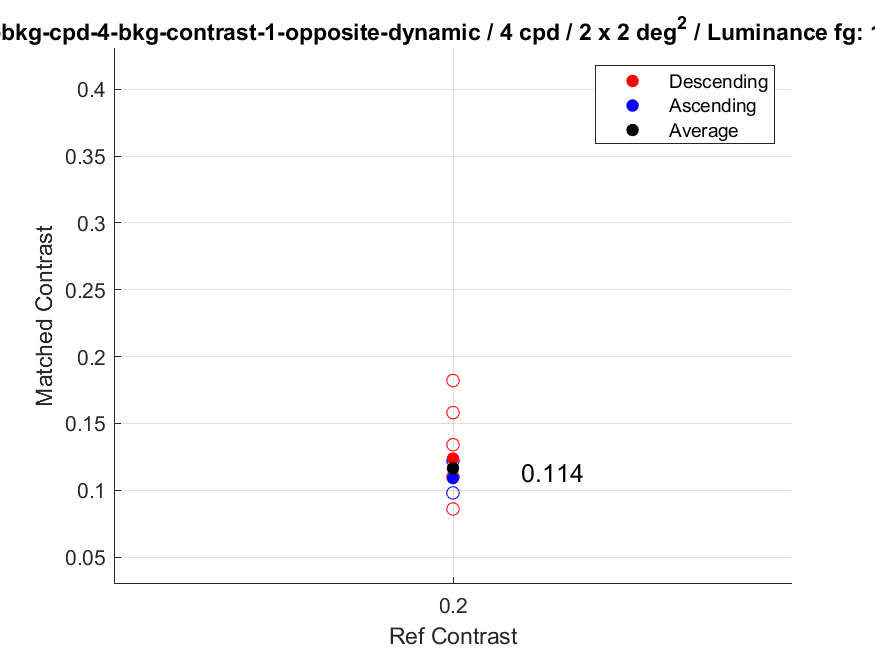 bkg-cpd-4-bkg-contrast-1-opposite-dynamic / 4 cpd / 2 x 2 deg² / Luminance fg:
Descending
Ascending
Average
0.4
0.35
0.3
0.25
0.2
0.15
0.1
0.05
Matched Contrast
0.114
0.2
Ref Contrast